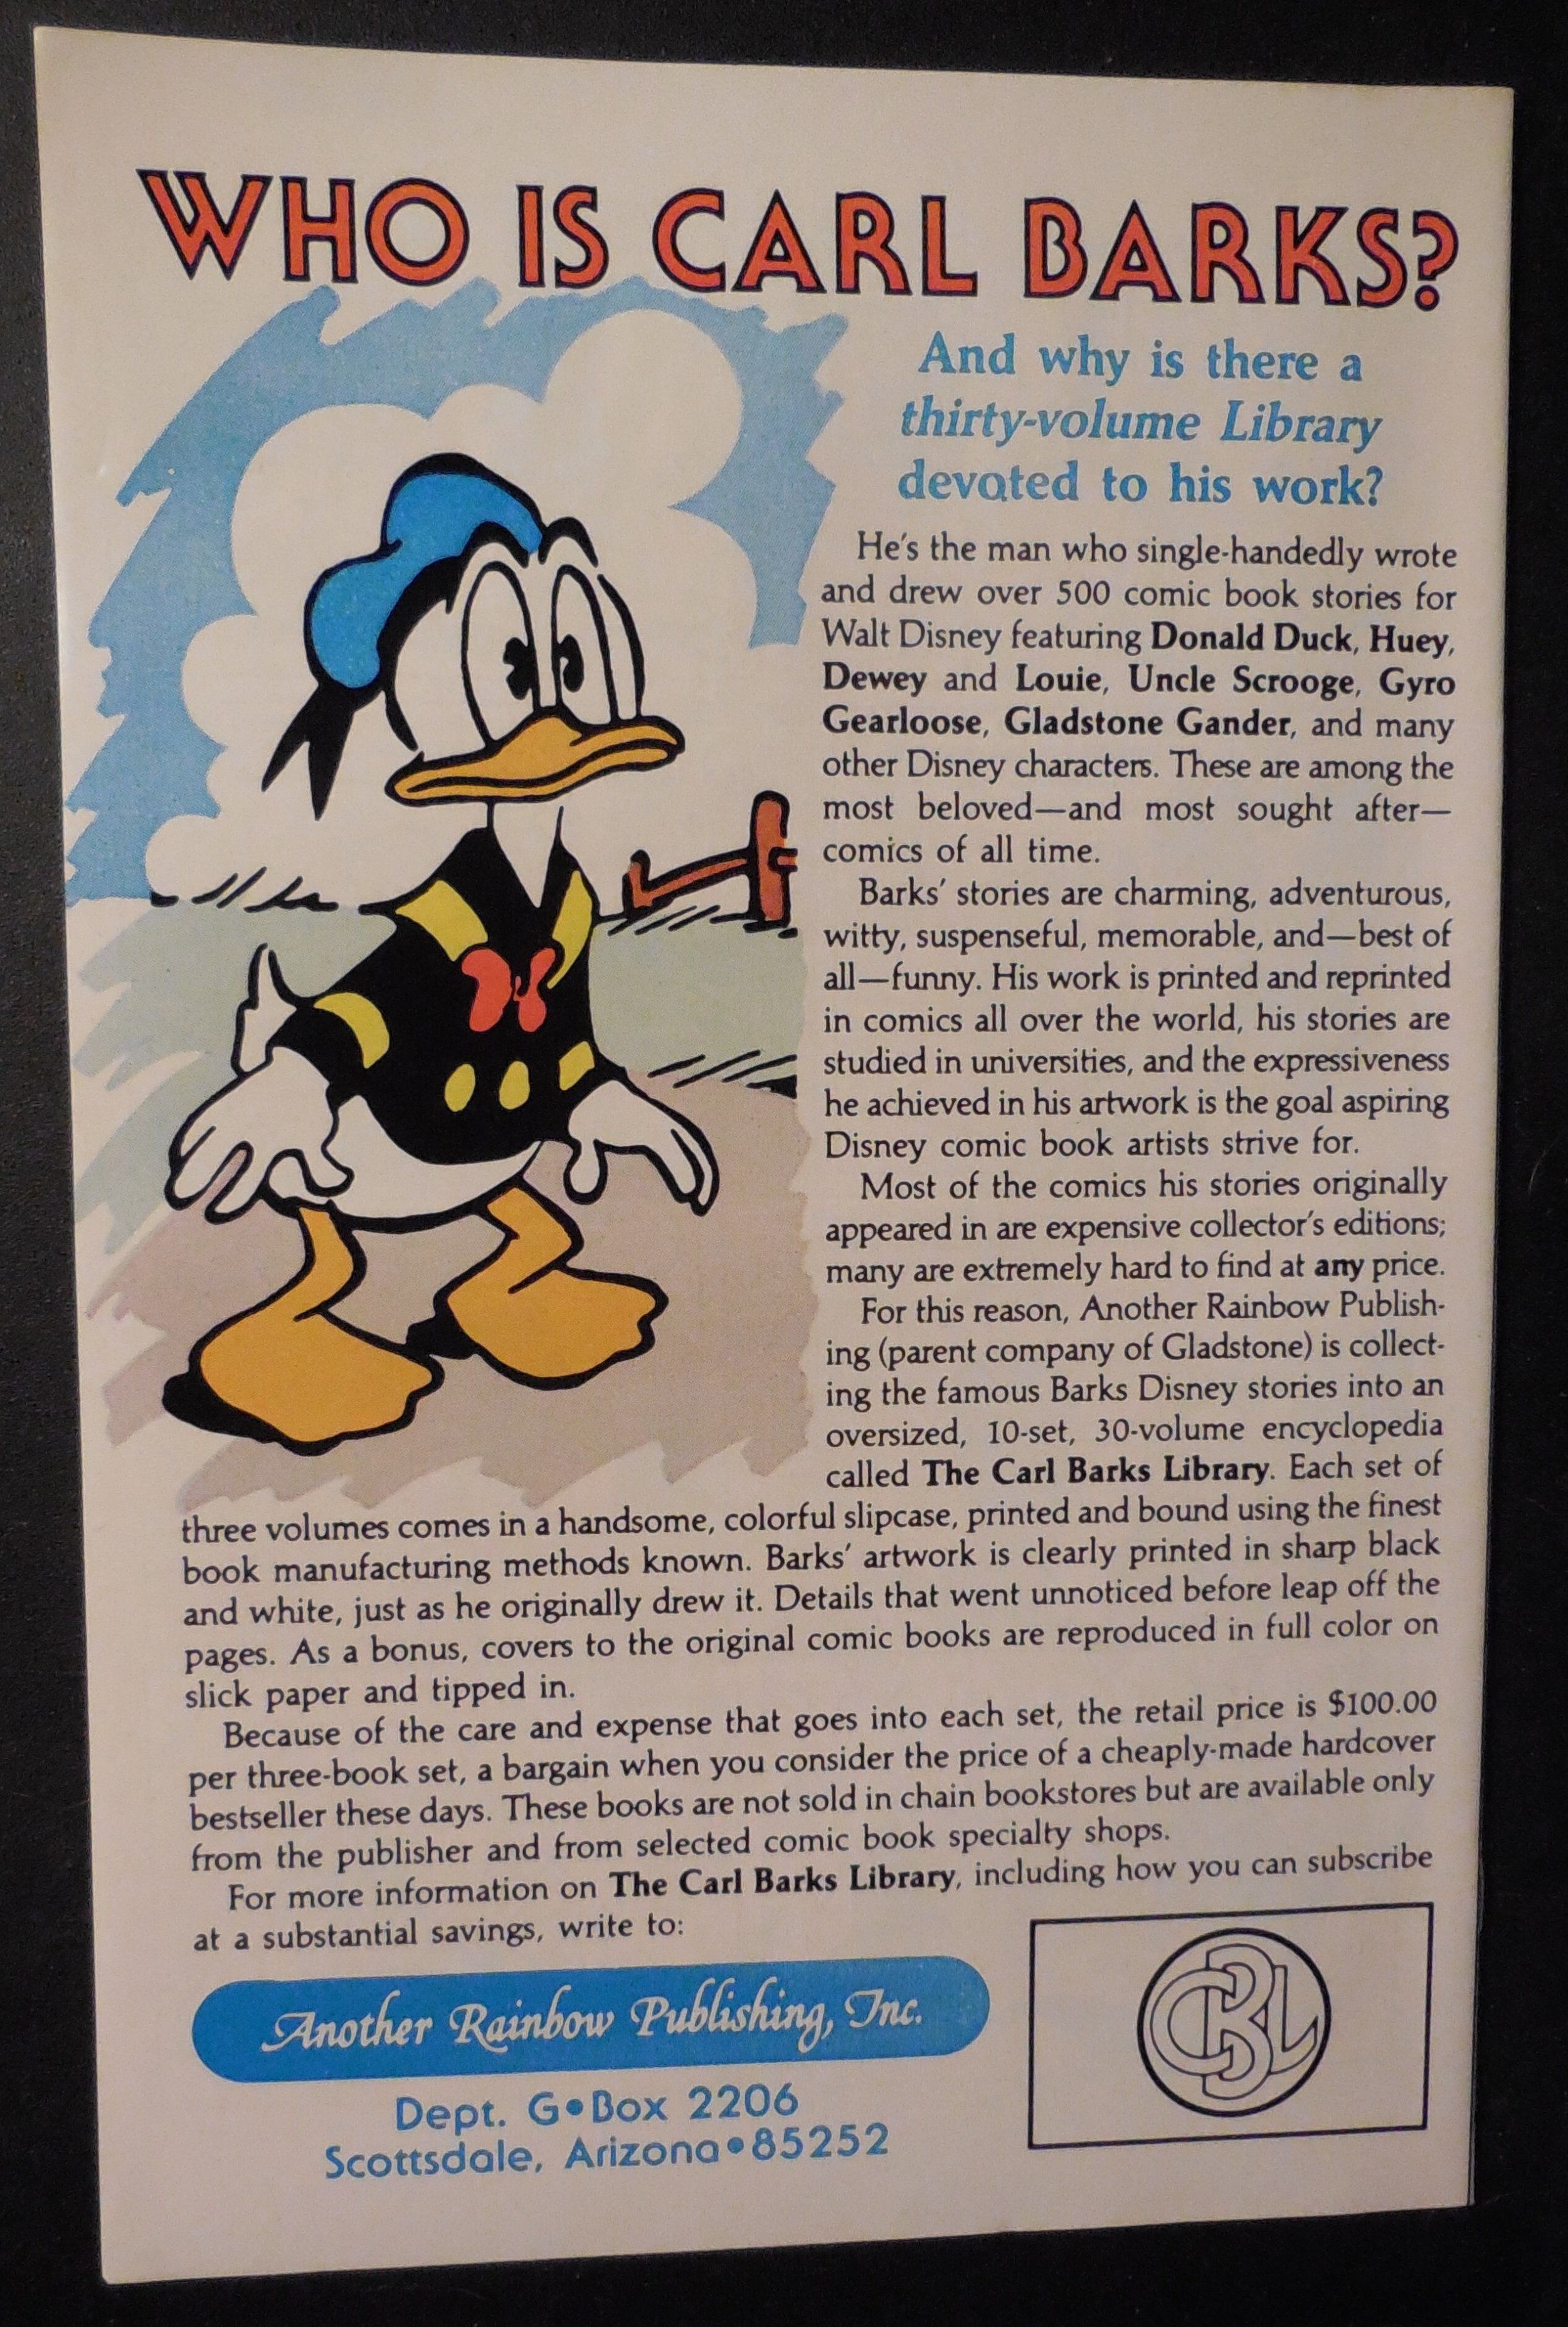 WHO IS CARL BARKS?
And why is there a
thirty-volume Library
devoted to his work?
He's the man who single-handedly wrote
and drew over 500 comic book stories for
Walt Disney featuring Donald Duck, Huey,
Dewey and Louie, Uncle Scrooge, Gyro
Gearloose, Gladstone Gander, and many
other Disney characters. These are among the
most beloved—and most sought after—
comics of all time.
Barks' stories are charming, adventurous,
witty, suspenseful, memorable, and—best of
all—funny. His work is printed and reprinted
in comics all over the world, his stories are
studied in universities, and the expressiveness
he achieved in his artwork is the goal aspiring
Disney comic book artists strive for.
Most of the comics his stories originally
appeared in are expensive collector's editions;
many are extremely hard to find at any price.
For this reason, Another Rainbow Publish-
ing (parent company of Gladstone) is collect-
ing the famous Barks Disney stories into an
oversized, 10-set, 30-volume encyclopedia
called The Carl Barks Library. Each set of
three volumes comes in a handsome, colorful slipcase, printed and bound using the finest
book manufacturing methods known. Barks' artwork is clearly printed in sharp black
and white, just as he originally drew it. Details that went unnoticed before leap off the
pages. As a bonus, covers to the original comic books are reproduced in full color on
slick paper and tipped in.
Because of the care and expense that goes into each set, the retail price is $100.00
per three-book set, a bargain when you consider the price of a cheaply-made hardcover
bestseller these days. These books are not sold in chain bookstores but are available only
from the publisher and from selected comic book specialty shops.
For more information on The Carl Barks Library, including how you can subscribe
at a substantial savings, write to:
Another Rainbow Publishing, Inc.
Dept. G•Box 2206
Scottsdale, Arizona•85252
CBL